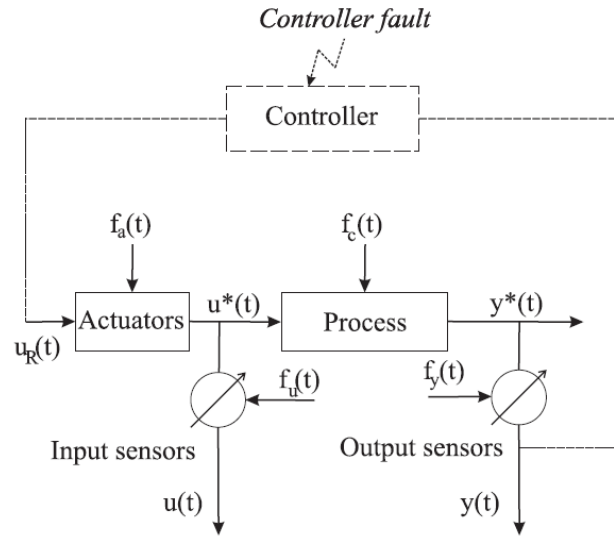 Controller fault
Controller
f_a(t)
f_c(t)
u*(t)
y*(t)
Actuators
Process
u_R(t)
f_u(t)
f_y(t)
Input sensors
Output sensors
u(t)
y(t)